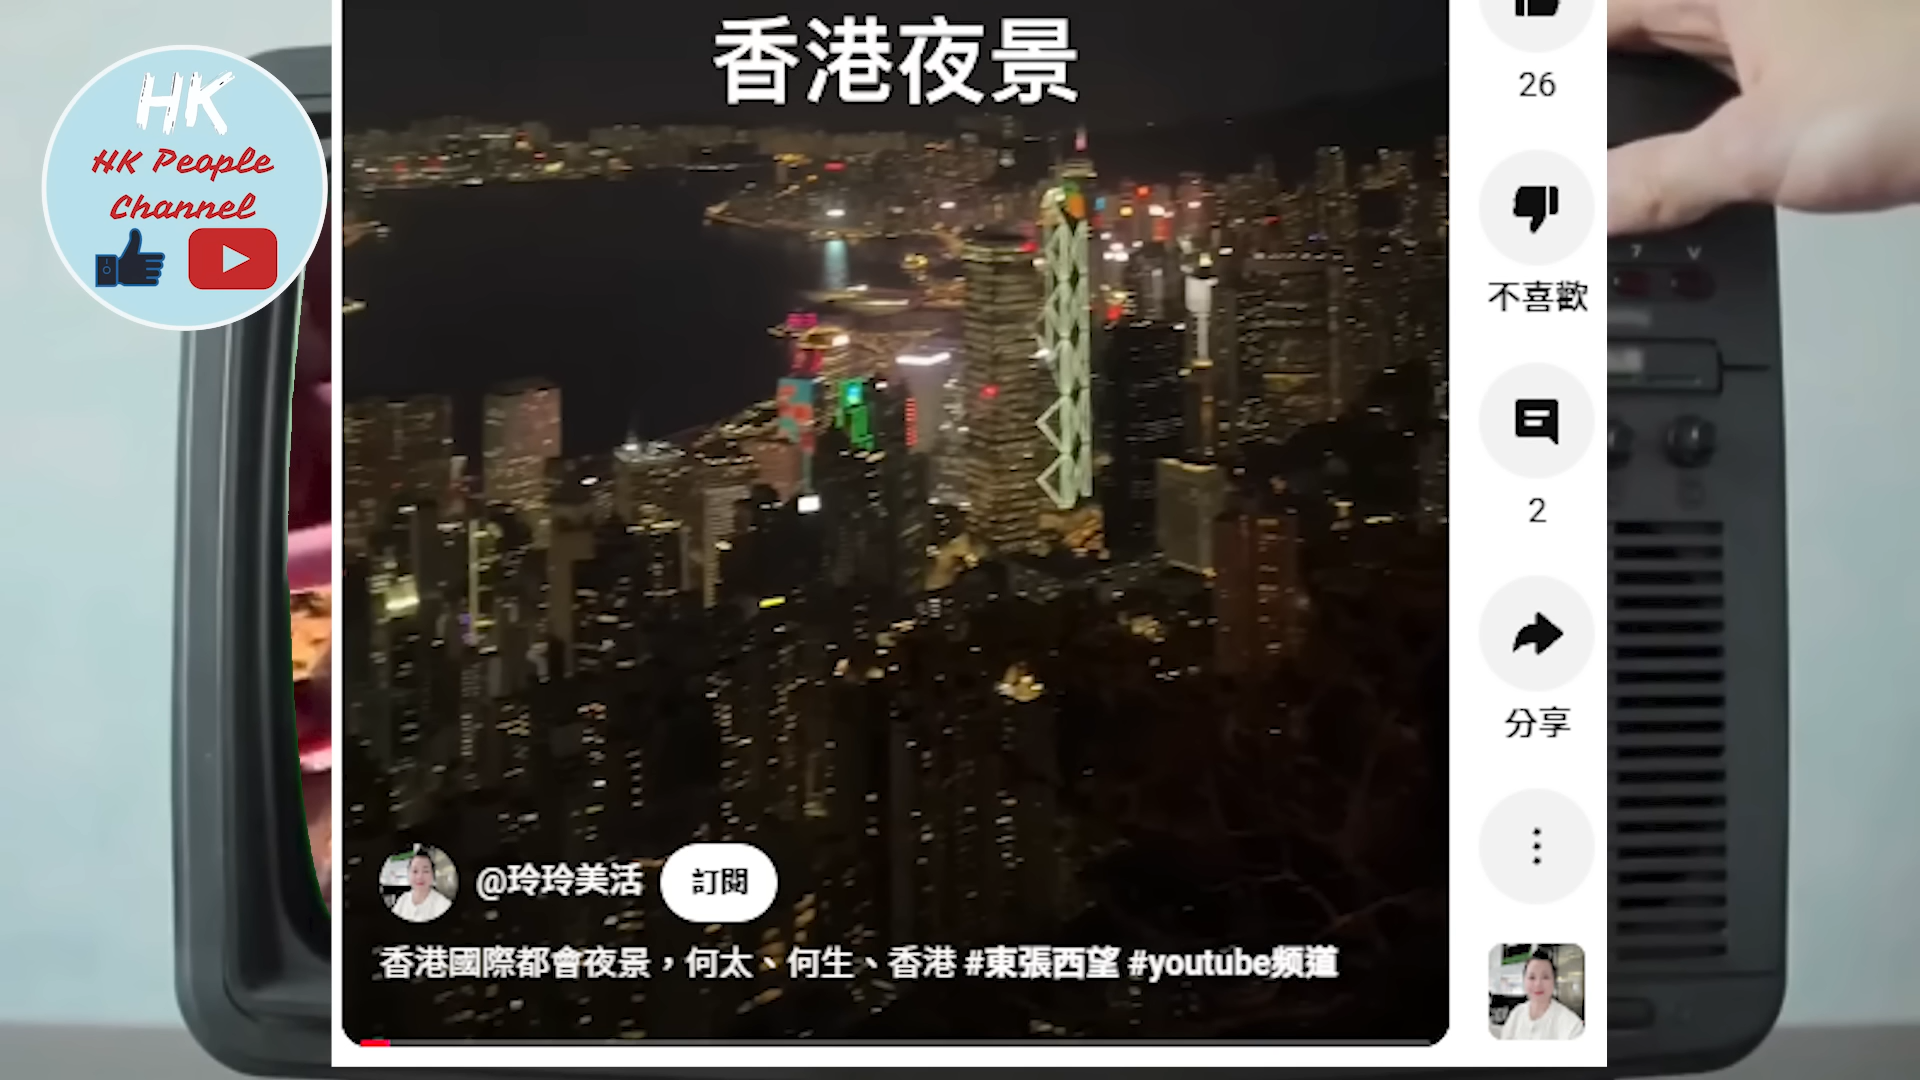 HK
HK People
Channel
香港夜景
26
不喜歡
7 V
2
分享
@玲玲美活
訂閱
香港國際都會夜景，何太、何生、香港 #東張西望 #youtube频道